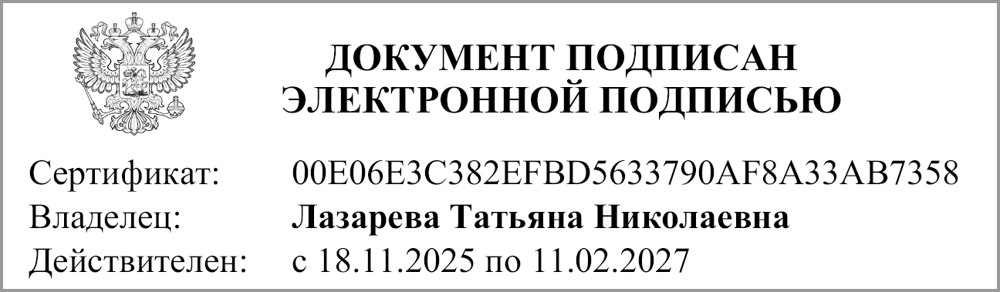 ДОКУМЕНТ ПОДПИСАН
ЭЛЕКТРОННОЙ ПОДПИСЬЮ
Сертификат: 00E06E3C382EFBD5633790AF8A33AB7358
Владелец: Лазарева Татьяна Николаевна
Действителен: с 18.11.2025 по 11.02.2027